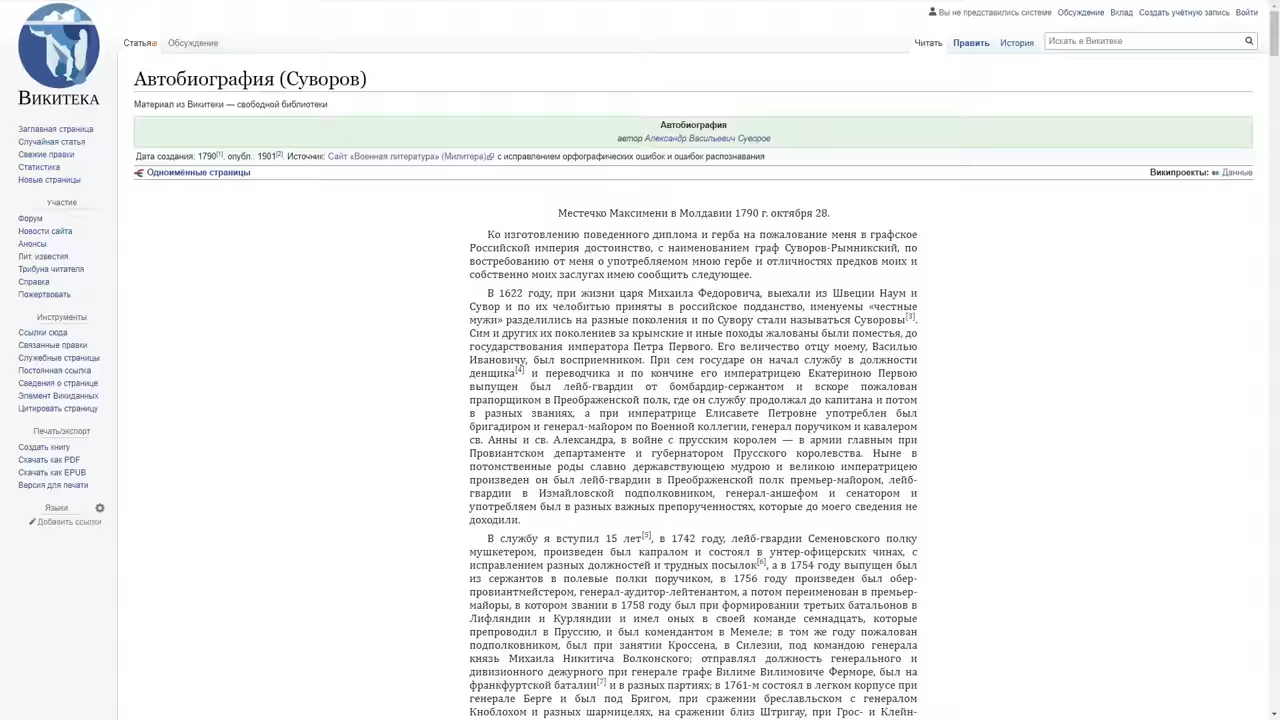 Вы не представились системе Обсуждение Вклад Создать учётную запись Войти
Статья Обсуждение Читать Править История Искать в Викитеке
ВИКИТЕКА
Автобиография (Суворов)
Материал из Викитеки — свободной библиотеки
Автобиография
автор Александр Васильевич Суворов
Дата создания: 1790[1], опубл.: 1901[2]. Источник: Сайт «Военная литература» (Милитера) с исправлением орфографических ошибок и ошибок распознавания
Одноимённые страницы Википроекты: Данные
Заглавная страница
Случайная статья
Свежие правки
Статистика
Новые страницы
Участие
Форум
Новости сайта
Анонсы
Лит. известия
Трибуна читателя
Справка
Пожертвовать
Инструменты
Ссылки сюда
Связанные правки
Служебные страницы
Постоянная ссылка
Сведения о странице
Элемент Викиданных
Цитировать страницу
Печать/экспорт
Создать книгу
Скачать как PDF
Скачать как EPUB
Версия для печати
Языки
Добавить ссылки
Местечко Максимени в Молдавии 1790 г. октября 28.
Ко изготовлению поведенного диплома и герба на пожалование меня в графское
Российской империя достоинство, с наименованием граф Суворов-Рымникский, по
востребованию от меня о употребляемом мною гербе и отличностях предков моих и
собственно моих заслугах имею сообщить следующее.
В 1622 году, при жизни царя Михаила Федоровича, выехали из Швеции Наум и
Сувор и по их челобитью приняты в российское подданство, именуемы «честные
мужи» разделились на разные поколения и по Сувору стали называться Суворовы[3].
Сим и других их поколениев за крымские и иные походы жалованы были поместья, до
государствования императора Петра Первого. Его величество отцу моему, Василью
Ивановичу, был восприемником. При сем государе он начал службу в должности
денщика[4] и переводчика и по кончине его императрицею Екатериною Первою
выпущен был лейб-гвардии от бомбардир-сержантом и вскоре пожалован
прапорщиком в Преображенской полк, где он службу продолжал до капитана и потом
в разных званиях, а при императрице Елисавете Петровне употреблен был
бригадиром и генерал-майором по Военной коллегии, генерал поручиком и кавалером
св. Анны и св. Александра, в войне с прусским королем — в армии главным при
Провиантском департаменте и губернатором Прусского королевства. Ныне в
потомственные роды славно державствующею мудрою и великою императрицею
произведен он был лейб-гвардии в Преображенской полк премьер-майором, лейб-
гвардии в Измайловской подполковником, генерал-аншефом и сенатором и
употребляем был в разных важных препорученностях, которые до моего сведения не
доходили.
В службу я вступил 15 лет[5], в 1742 году, лейб-гвардии Семеновского полку
мушкетером, произведен был капралом и состоял в унтер-офицерских чинах, с
исправлением разных должностей и трудных посылок[6], а в 1754 году выпущен был
из сержантов в полевые полки поручиком, в 1756 году произведен был обер-
провиантмейстером, генерал-аудитор-лейтенантом, а потом переименован в премьер-
майоры, в котором звании в 1758 году был при формировании третьих батальонов в
Лифляндии и Курляндии и имел оных в своей команде семнадцать, которые
препроводил в Пруссию, и был комендантом в Мемеле; в том же году пожалован
подполковником, был при занятии Кроссена, в Силезии, под командою генерала
князь Михаила Никитича Волконского; отправлял должность генерального и
дивизионного дежурного при генерале графе Вилиме Вилимовиче Ферморе, был на
франкфуртской баталии[7] и в разных партиях; в 1761-м состоял в легком корпусе при
генерале Берге и был под Бригом, при сражении бреславльском с генералом
Кноблохом и разных шармицелях, на сражении близ Штригау, при Грос- и Клейн-